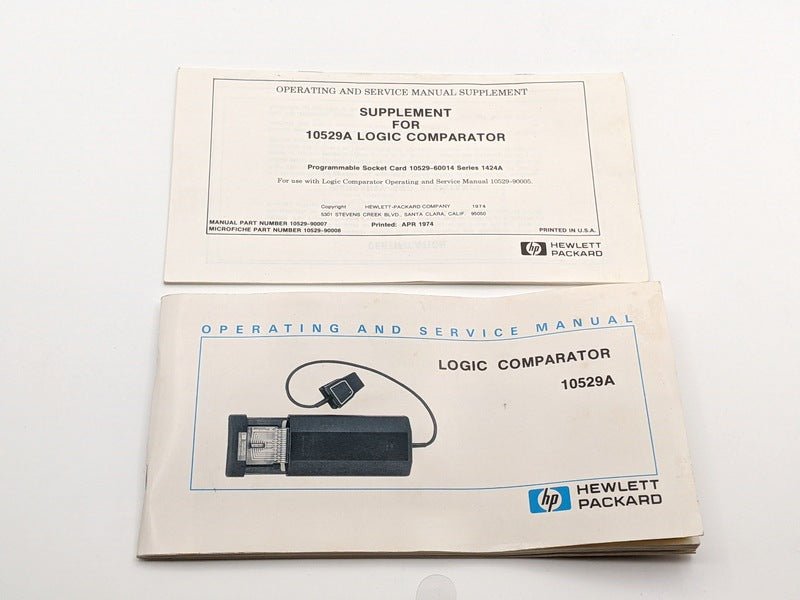 OPERATING AND SERVICE MANUAL SUPPLEMENT
SUPPLEMENT
FOR
10529A LOGIC COMPARATOR
Programmable Socket Card 10529-60014 Series 1424A
For use with Logic Comparator Operating and Service Manual 10529-90005.
Copyright HEWLETT-PACKARD COMPANY 1974
5301 STEVENS CREEK BLVD., SANTA CLARA, CALIF. 95050
MANUAL PART NUMBER 10529-90007 Printed: APR 1974
MICROFICHE PART NUMBER 10529-90008 PRINTED IN U.S.A.
hp HEWLETT
PACKARD
OPERATING AND SERVICE MANUAL
LOGIC COMPARATOR
10529A
hp HEWLETT
PACKARD